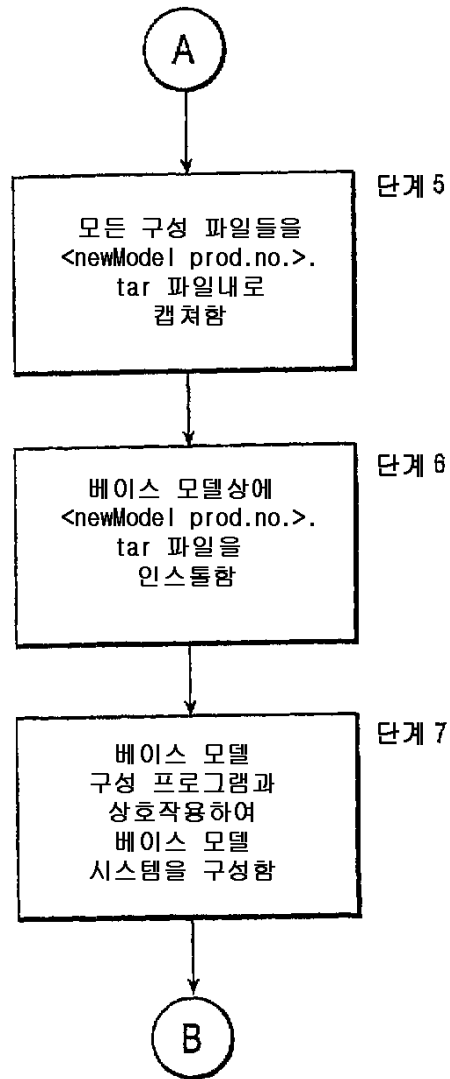 A
단계 5
모든 구성 파일들을
<newModel prod.no.>.
tar 파일내로
캡쳐함
단계 6
베이스 모델상에
<newModel prod.no.>.
tar 파일을
인스톨함
단계 7
베이스 모델
구성 프로그램과
상호작용하여
베이스 모델
시스템을 구성함
B